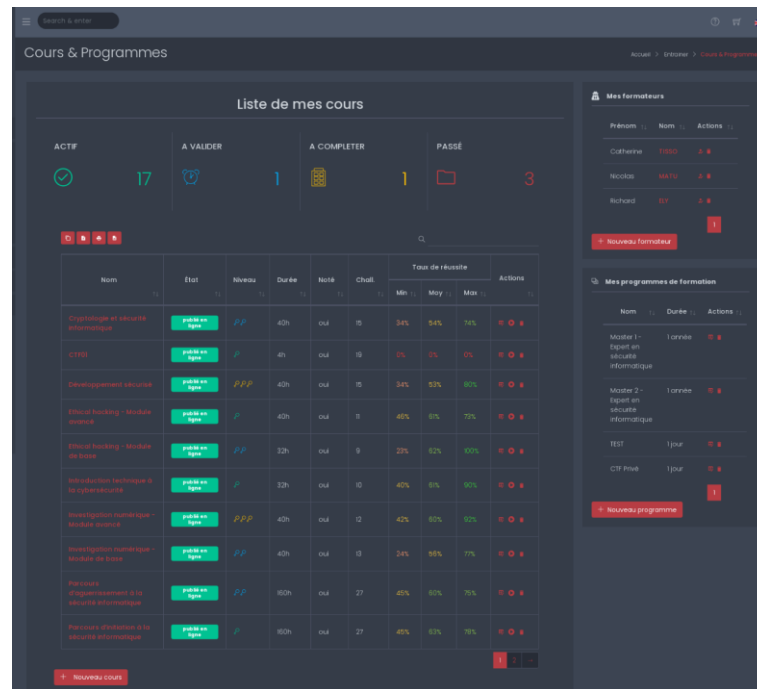 Search & enter
Cours & Programmes
Accueil > Entrainer > Cours & Programmes
Liste de mes cours
ACTIF
A VALIDER
A COMPLETER
PASSÉ
17
1
1
3
Nom
État
Niveau
Durée
Noté
Chall.
Taux de réussite
Actions
Min
Moy
Max
Cryptologie et sécurité
informatique
publié en
ligne
40h
oui
15
34%
54%
74%
publié en
ligne
4h
oui
19
0%
0%
0%
Développement sécurisé
publié en
ligne
40h
oui
15
34%
53%
80%
Ethical hacking - Module
avancé
publié en
ligne
40h
oui
11
46%
61%
73%
Ethical hacking - Module
de base
publié en
ligne
32h
oui
9
23%
62%
100%
Introduction technique à
la cybersécurité
publié en
ligne
32h
oui
10
40%
61%
90%
Investigation numérique -
Module avancé
publié en
ligne
40h
oui
12
42%
60%
92%
Investigation numérique -
Module de base
publié en
ligne
40h
oui
13
24%
77%
Parcours
d'aguerrissement à la
sécurité informatique
publié en
ligne
160h
oui
27
45%
60%
75%
Parcours d'initiation à la
sécurité informatique
publié en
ligne
160h
oui
27
45%
63%
78%
1 2
+ Nouveau cours
Mes formateurs
Prénom
Nom
Actions
Catherine
TISSO
Nicolas
Richard
1
+ Nouveau formateur
Mes programmes de formation
Nom
Durée
Actions
Master 1 -
Expert en
sécurité
informatique
1 année
Master 2 -
Expert en
sécurité
informatique
1 année
TEST
1 jour
CTF Privé
1 jour
1
+ Nouveau programme